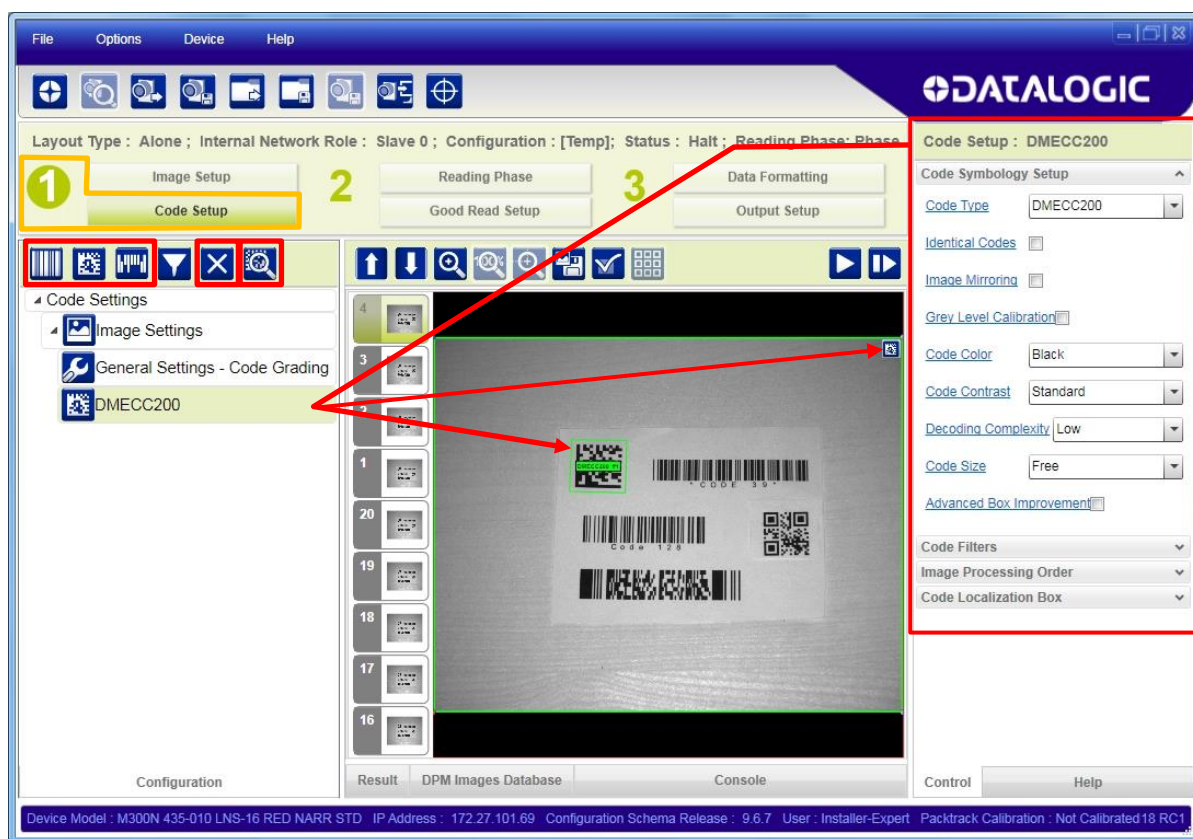 File Options Device Help
DATALOGIC
Layout Type : Alone ; Internal Network Role : Slave 0 ; Configuration : [Temp]; Status : Halt ; Reading Phase: Phase
Code Setup : DMECC200
1 Image Setup 2 Reading Phase 3 Data Formatting
Code Setup Good Read Setup Output Setup
Code Symbology Setup
Code Type DMECC200
Identical Codes
Image Mirroring
Grey Level Calibration
Code Color Black
Code Contrast Standard
Decoding Complexity Low
Code Size Free
Advanced Box Improvement
Code Filters
Image Processing Order
Code Localization Box
Code Settings
Image Settings
General Settings - Code Grading
DMECC200
100%
4
3
2
1
20
19
18
17
16
DMECC200 #1
*CODE 39*
Code 128
Configuration
Result DPM Images Database Console
Control Help
Device Model : M300N 435-010 LNS-16 RED NARR STD IP Address : 172.27.101.69 Configuration Schema Release : 9.6.7 User : Installer-Expert Packtrack Calibration : Not Calibrated18 RC1